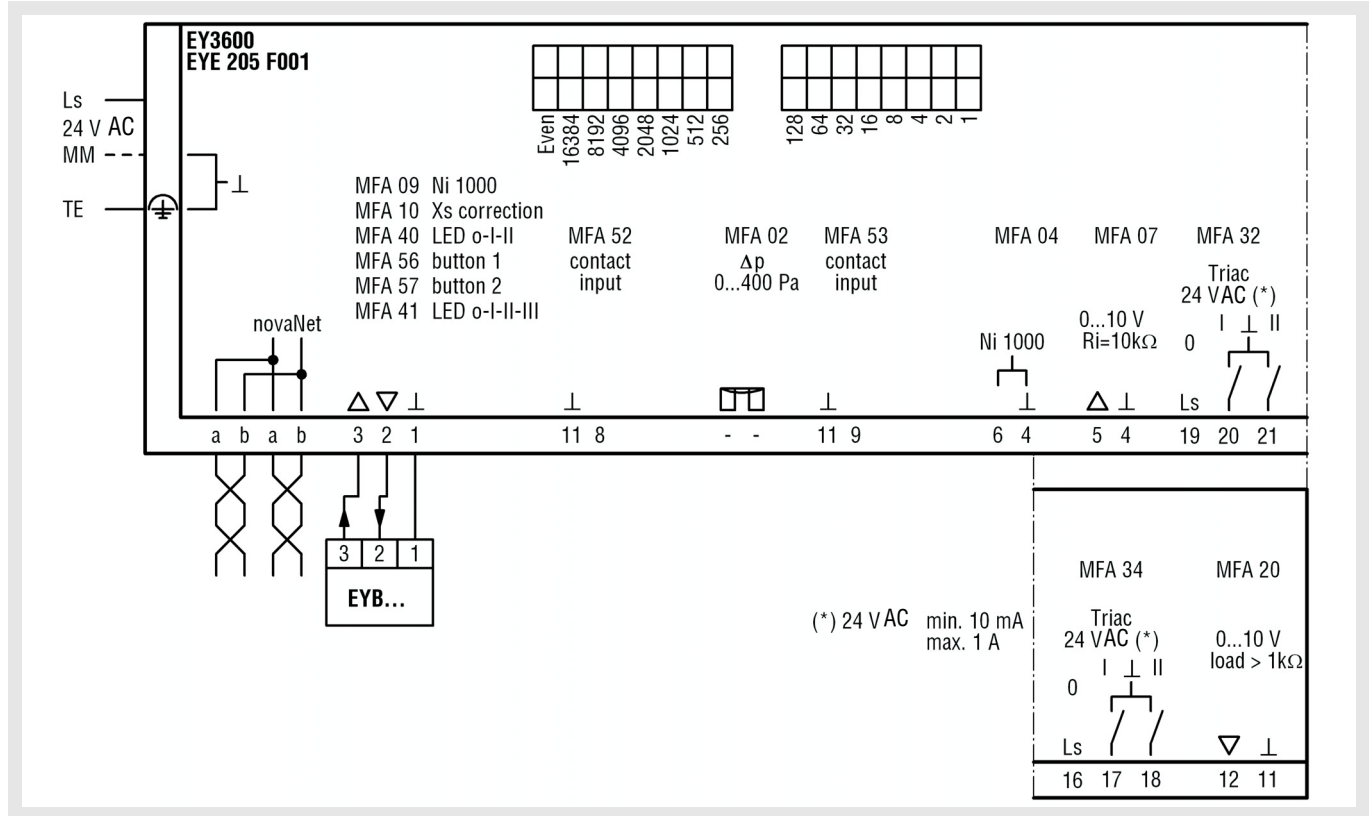 EY3600
EYE 205 F001
Ls
24 V AC
MM
TE
Even 16384 8192 4096 2048 1024 512 256
128 64 32 16 8 4 2 1
⊥
MFA 09 Ni 1000
MFA 10 Xs correction
MFA 40 LED o-I-II
MFA 56 button 1
MFA 57 button 2
MFA 41 LED o-I-II-III
MFA 52
contact
input
MFA 02
Δp
0...400 Pa
MFA 53
contact
input
MFA 04
Ni 1000
MFA 07
0...10 V
Ri=10kΩ
MFA 32
Triac
24 VAC (*)
I ⊥ II
0
novaNet
⊥ ⊥ ⊥ ⊥ ⊥ Ls
a b a b 3 2 1 11 8 - - 11 9 6 4 5 4 19 20 21
3 2 1
EYB...
(*) 24 V AC min. 10 mA
max. 1 A
MFA 34
Triac
24 VAC (*)
I ⊥ II
0
MFA 20
0...10 V
load > 1kΩ
Ls ⊥
16 17 18 12 11